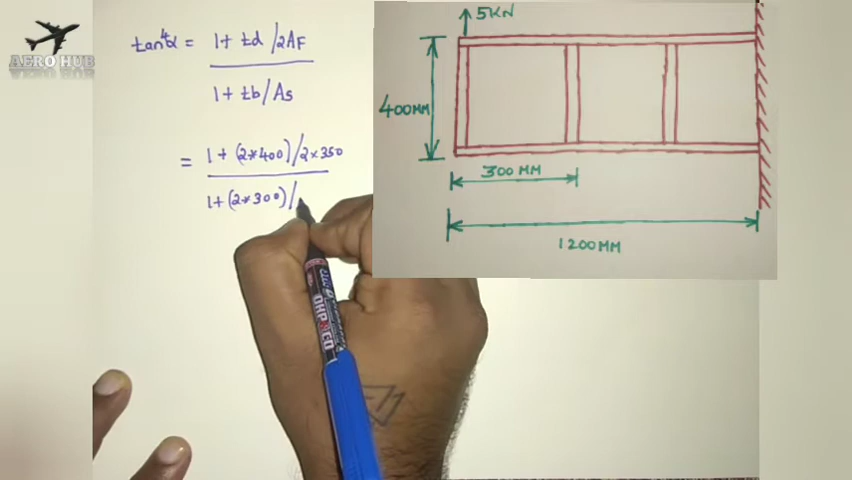 AERO HUB
tan⁴α = 1 + td / 2AF
1 + tb / As
= 1 + (2*400) / 2×350
1 + (2*300) /
5KN
400MM
300 MM
1200MM